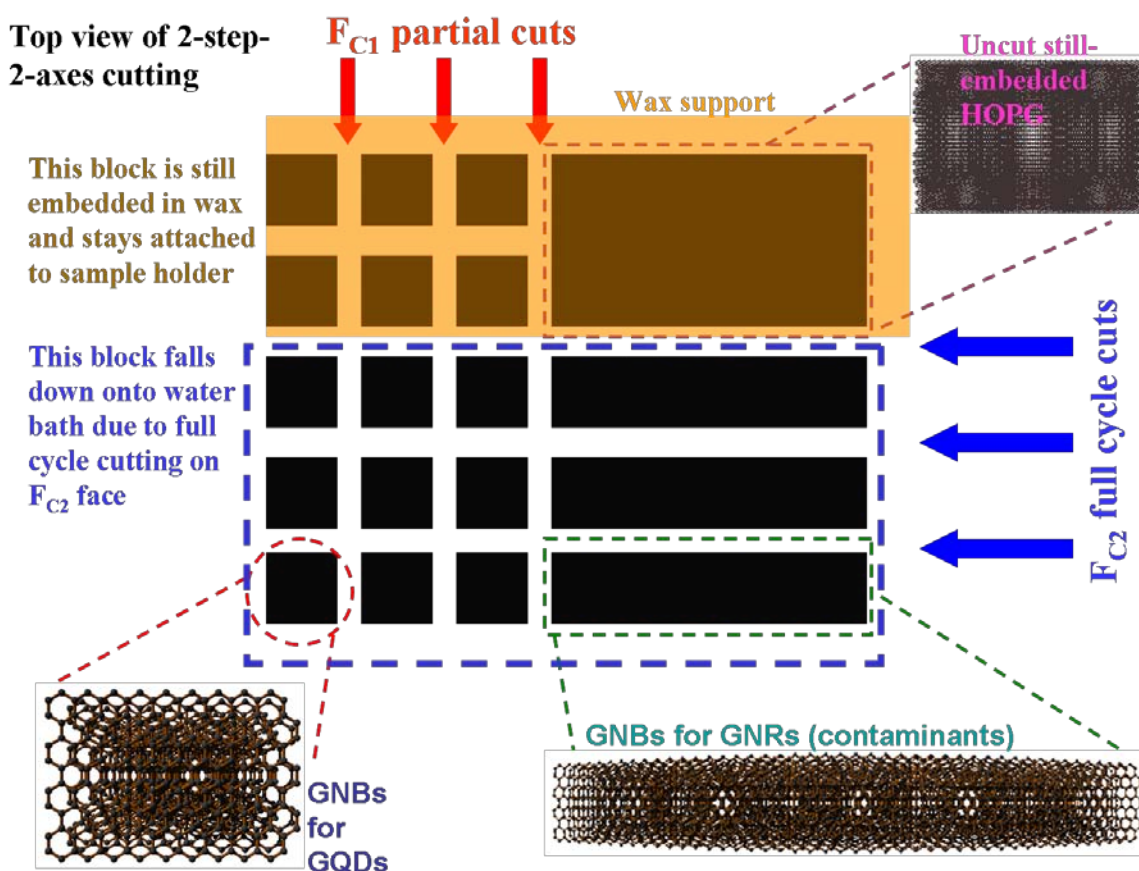 Top view of 2-step-
2-axes cutting
FC1 partial cuts
Uncut still-
embedded
HOPG
Wax support
This block is still
embedded in wax
and stays attached
to sample holder
This block falls
down onto water
bath due to full
cycle cutting on
FC2 face
FC2 full cycle cuts
GNBs
for
GQDs
GNBs for GNRs (contaminants)